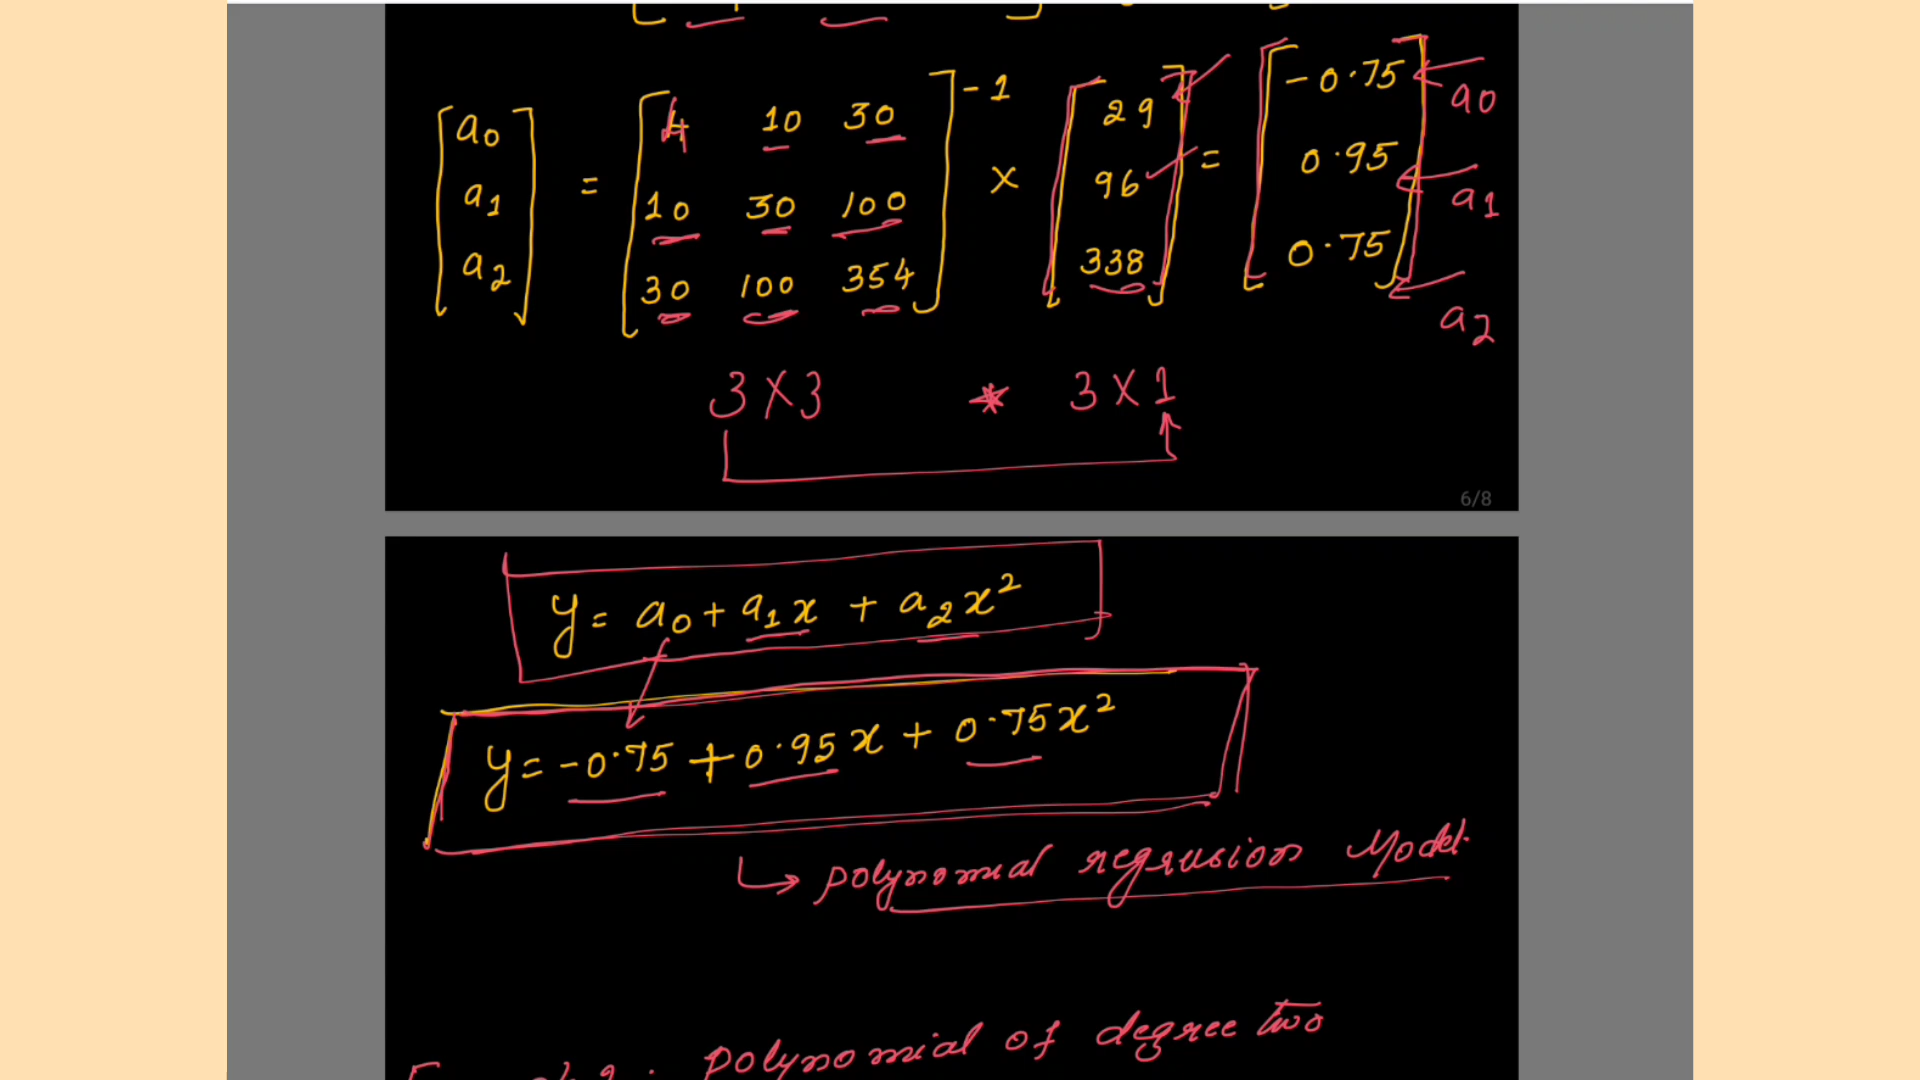 [a0 a1 a2] = [4 10 30; 10 30 100; 30 100 354]^-1 × [29 96 338] = [-0.75 0.95 0.75]
← a0
← a1
← a2
3 X 3 * 3 X 1
6/8
y = a0 + a1x + a2x²
y = -0.75 + 0.95x + 0.75x²
↳ polynomial regression Model.
polynomial of degree two